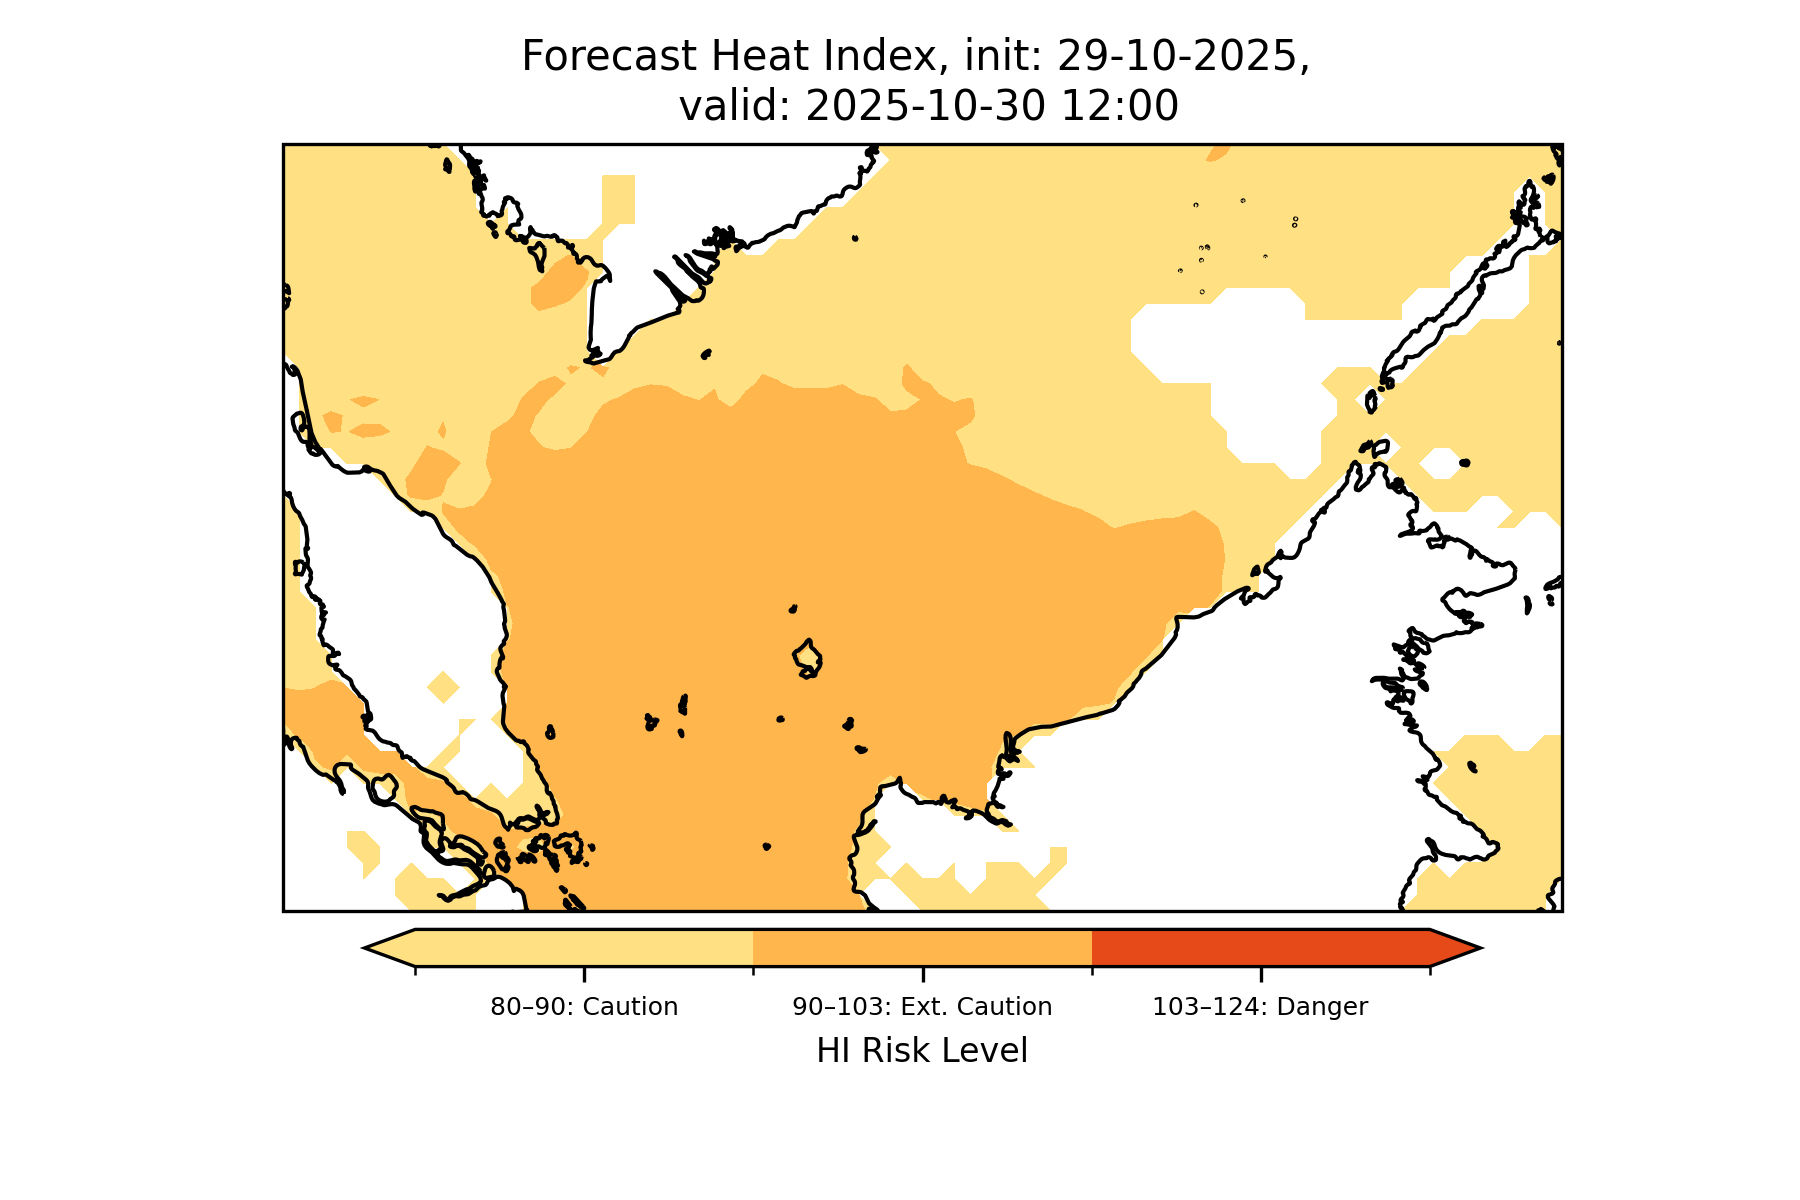 Forecast Heat Index, init: 29-10-2025,
valid: 2025-10-30 12:00
80–90: Caution
90–103: Ext. Caution
103–124: Danger
HI Risk Level